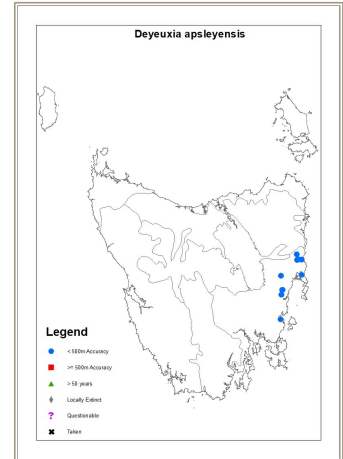 Deyeuxia apsleyensis
Legend
< 500m Accuracy
>= 500m Accuracy
> 50 years
Locally Extinct
? Questionable
Taken